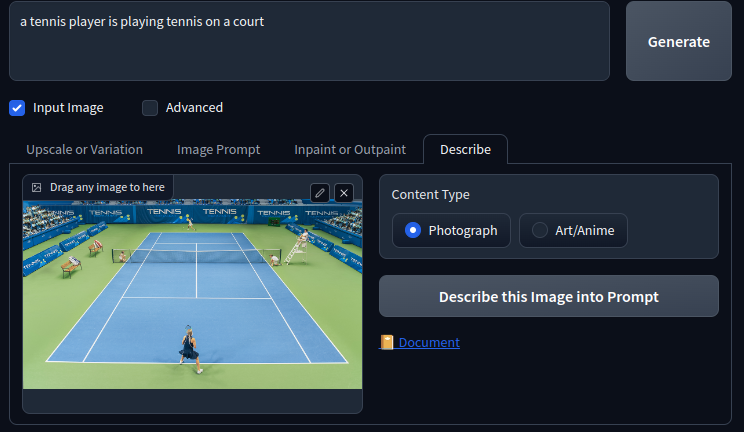 a tennis player is playing tennis on a court
Generate
Input Image
Advanced
Upscale or Variation
Image Prompt
Inpaint or Outpaint
Describe
Drag any image to here
TENNIS TENNIS TENNIS TENNIS TENNIS
Content Type
Photograph
Art/Anime
Describe this Image into Prompt
Document